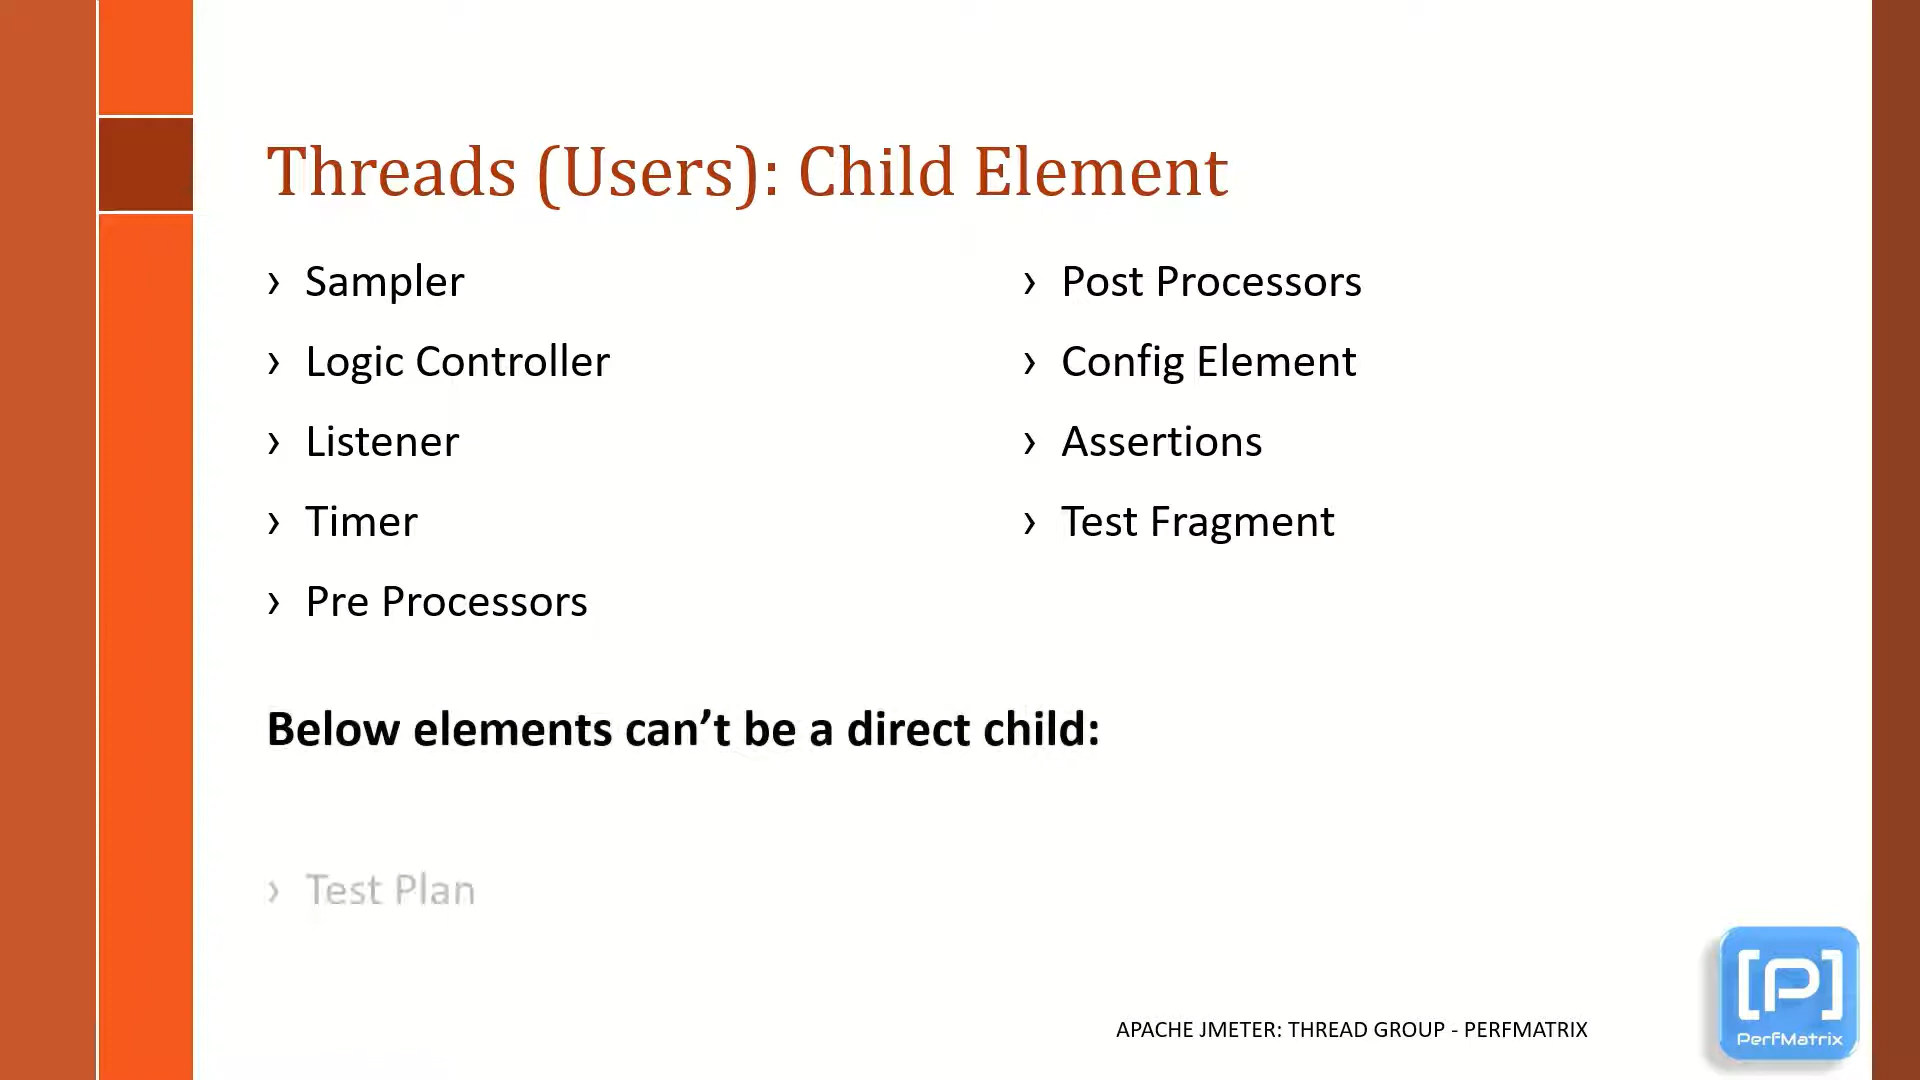 Threads (Users): Child Element
› Sampler
› Logic Controller
› Listener
› Timer
› Pre Processors
› Post Processors
› Config Element
› Assertions
› Test Fragment
Below elements can’t be a direct child:
› Test Plan
APACHE JMETER: THREAD GROUP - PERFMATRIX
[P]
PerfMatrix